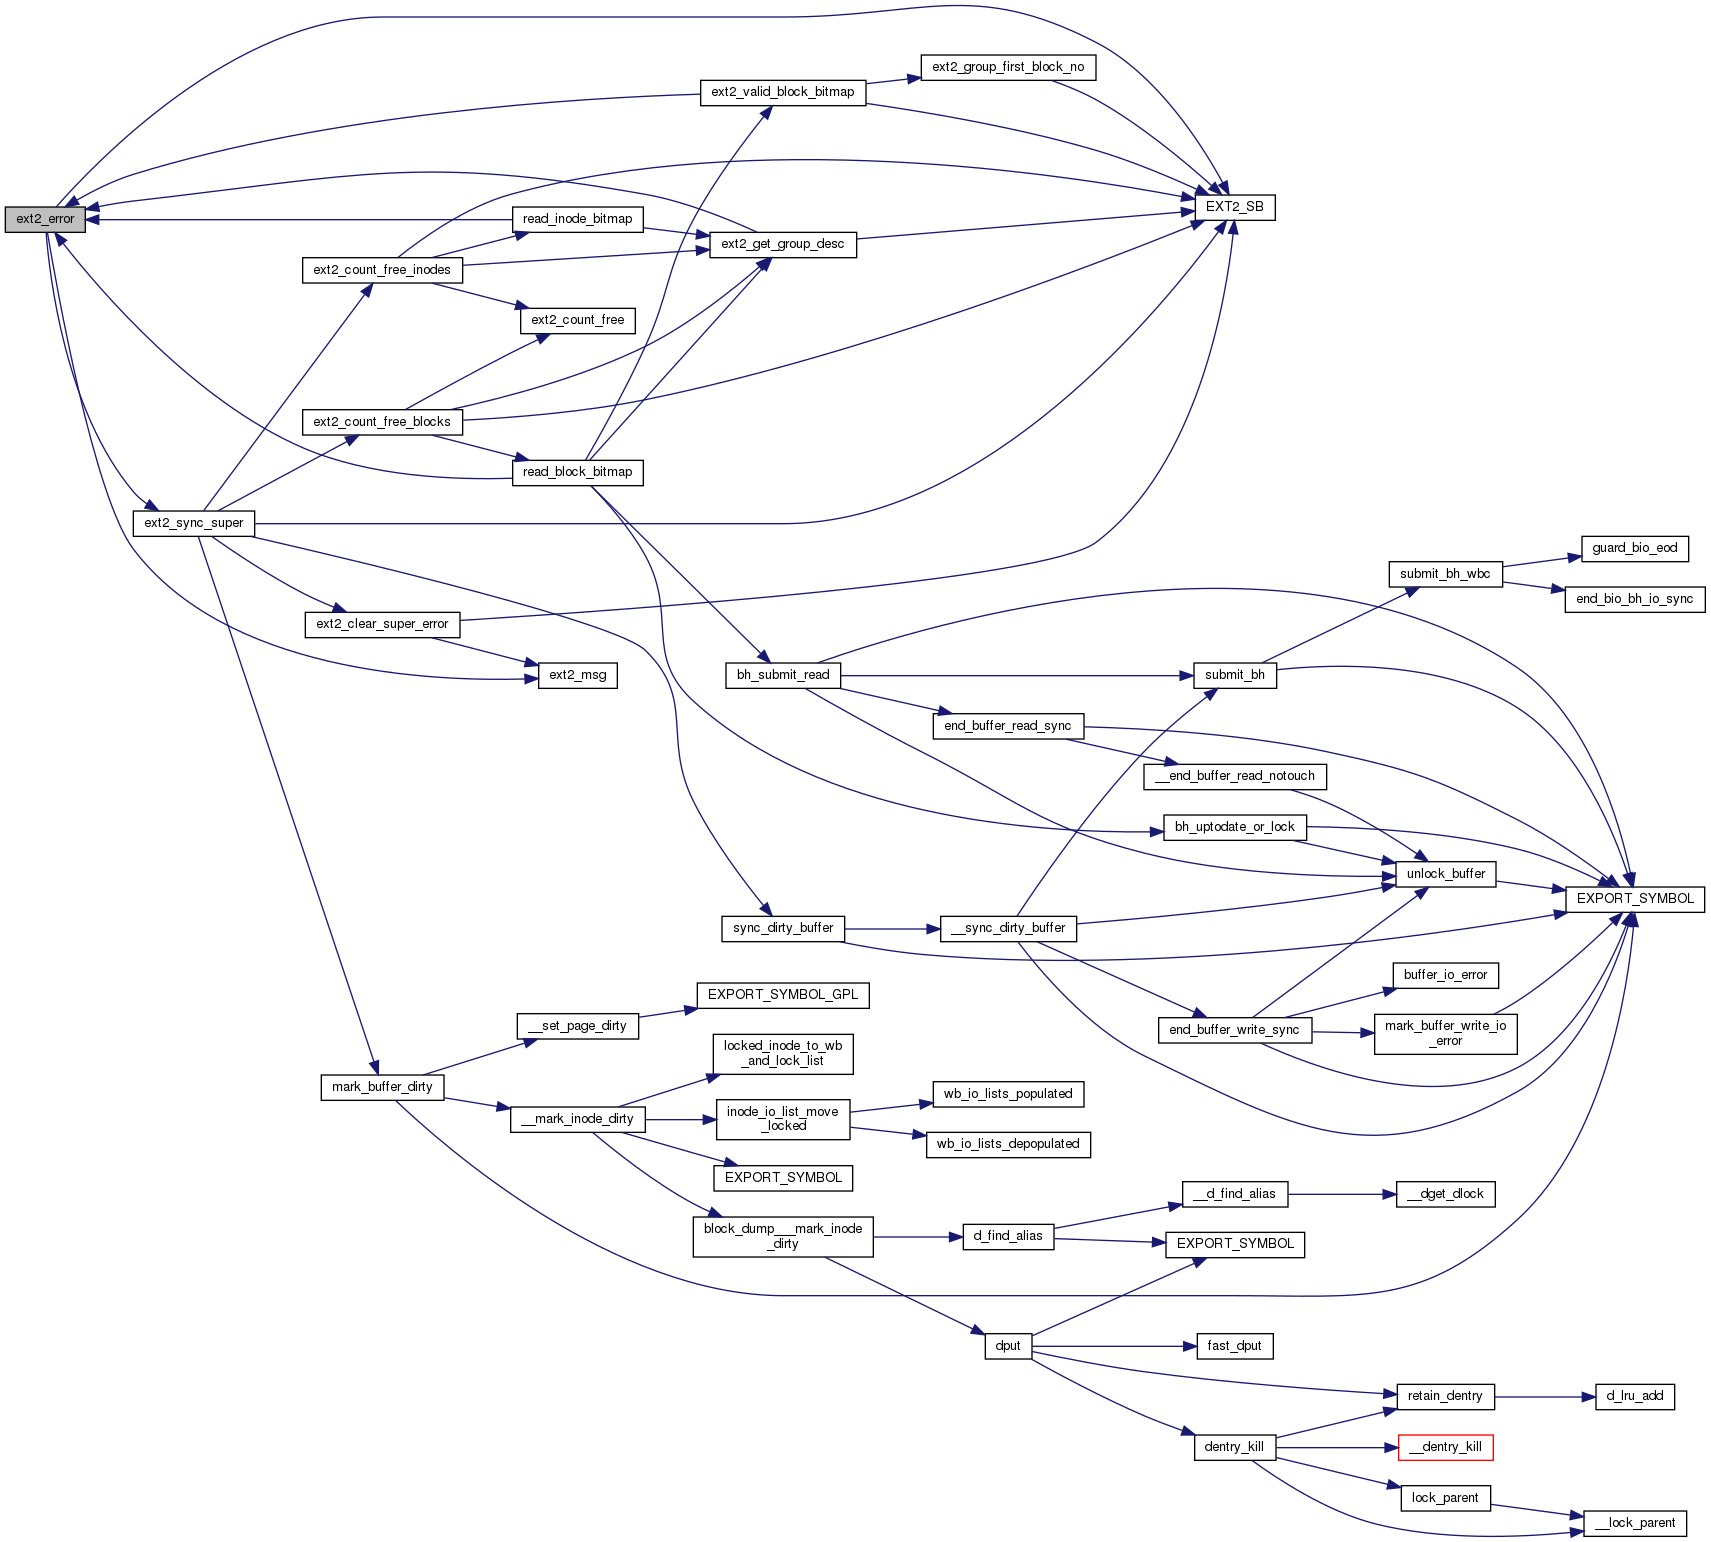 ext2_group_first_block_no
ext2_valid_block_bitmap
EXT2_SB
ext2_error
read_inode_bitmap
ext2_get_group_desc
ext2_count_free_inodes
ext2_count_free
ext2_count_free_blocks
read_block_bitmap
ext2_sync_super
guard_bio_eod
submit_bh_wbc
end_bio_bh_io_sync
ext2_clear_super_error
ext2_msg
bh_submit_read
submit_bh
end_buffer_read_sync
__end_buffer_read_notouch
bh_uptodate_or_lock
unlock_buffer
EXPORT_SYMBOL
sync_dirty_buffer
__sync_dirty_buffer
buffer_io_error
EXPORT_SYMBOL_GPL
__set_page_dirty
end_buffer_write_sync
mark_buffer_write_io
_error
locked_inode_to_wb
_and_lock_list
mark_buffer_dirty
wb_io_lists_populated
__mark_inode_dirty
inode_io_list_move
_locked
wb_io_lists_depopulated
EXPORT_SYMBOL
__d_find_alias
__dget_dlock
block_dump___mark_inode
_dirty
d_find_alias
EXPORT_SYMBOL
dput
fast_dput
retain_dentry
d_lru_add
dentry_kill
__dentry_kill
lock_parent
__lock_parent